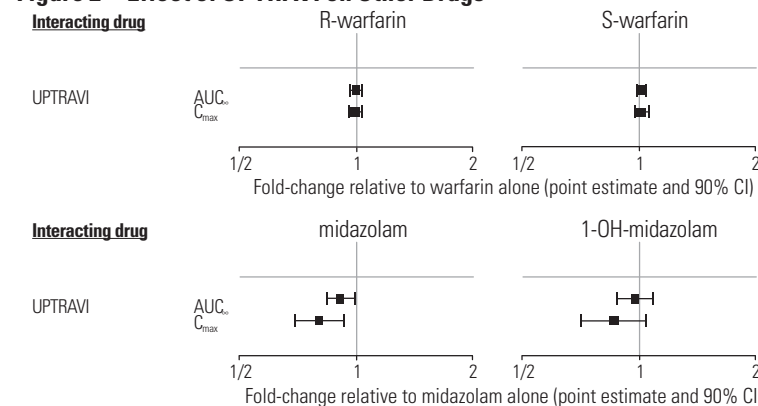 Interacting drug R-warfarin S-warfarin
UPTRAVI AUC∞
Cmax
1/2 1 2 1/2 1 2
Fold-change relative to warfarin alone (point estimate and 90% CI)
Interacting drug midazolam 1-OH-midazolam
UPTRAVI AUC∞
Cmax
1/2 1 2 1/2 1 2
Fold-change relative to midazolam alone (point estimate and 90% CI